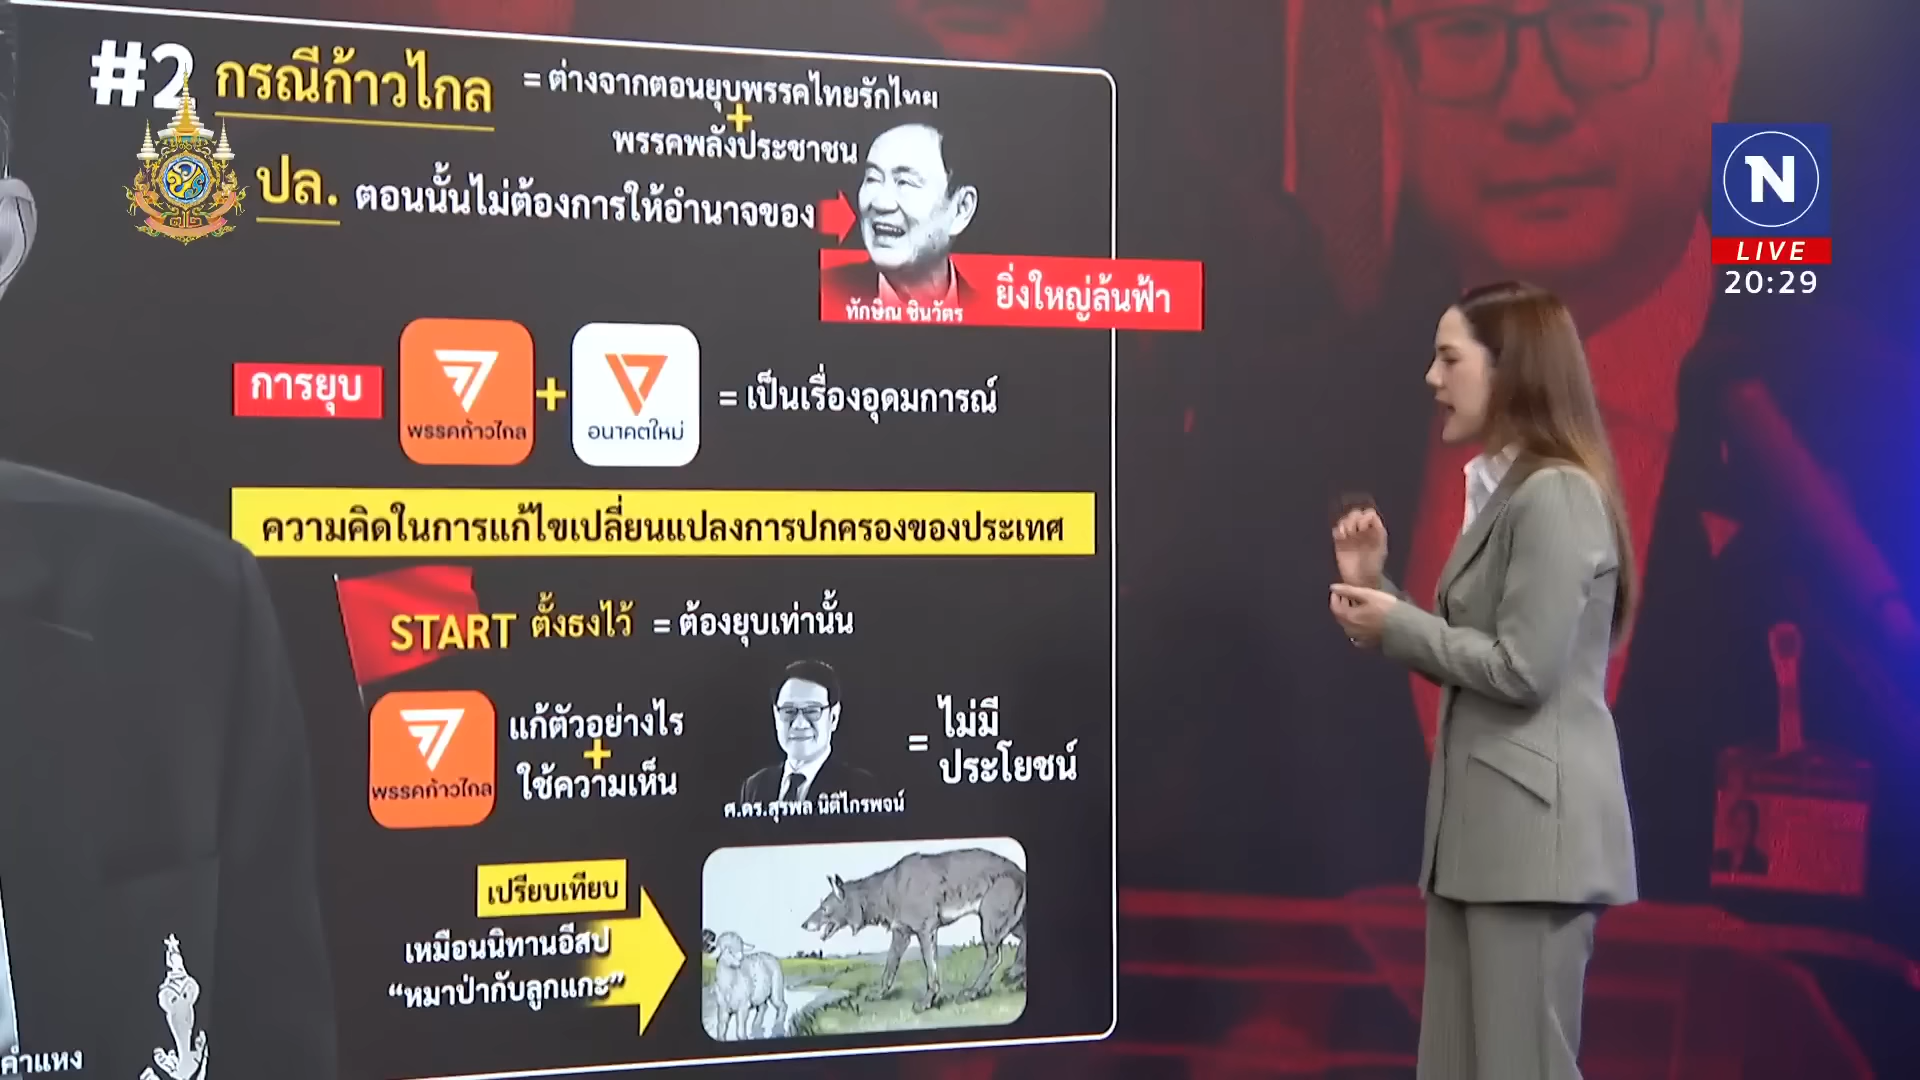 #2 กรณีก้าวไกล = ต่างจากตอนยุบพรรคไทยรักไทย
+
พรรคพลังประชาชน
ปล. ตอนนั้นไม่ต้องการให้อำนาจของ
ทักษิณ ชินวัตร
ยิ่งใหญ่ล้นฟ้า
การยุบ
พรรคก้าวไกล
+
อนาคตใหม่
= เป็นเรื่องอุดมการณ์
ความคิดในการแก้ไขเปลี่ยนแปลงการปกครองของประเทศ
START ตั้งธงไว้ = ต้องยุบเท่านั้น
พรรคก้าวไกล
แก้ตัวอย่างไร
+
ใช้ความเห็น
ศ.ดร.สุรพล นิติไกรพจน์
= ไม่มี
ประโยชน์
เปรียบเทียบ
เหมือนนิทานอีสป
“หมาป่ากับลูกแกะ”
คำแหง
N
LIVE
20:29